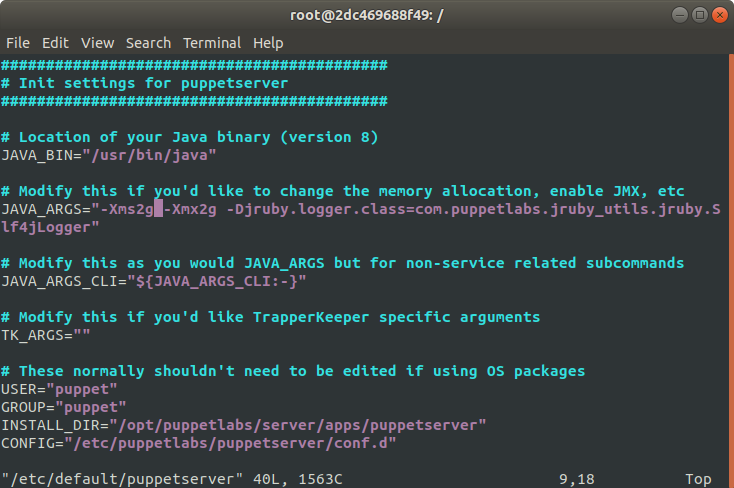 root@2dc469688f49: /
File Edit View Search Terminal Help
###########################################
# Init settings for puppetserver
###########################################
# Location of your Java binary (version 8)
JAVA_BIN="/usr/bin/java"
# Modify this if you'd like to change the memory allocation, enable JMX, etc
JAVA_ARGS="-Xms2g -Xmx2g -Djruby.logger.class=com.puppetlabs.jruby_utils.jruby.S
lf4jLogger"
# Modify this as you would JAVA_ARGS but for non-service related subcommands
JAVA_ARGS_CLI="${JAVA_ARGS_CLI:-}"
# Modify this if you'd like TrapperKeeper specific arguments
TK_ARGS=""
# These normally shouldn't need to be edited if using OS packages
USER="puppet"
GROUP="puppet"
INSTALL_DIR="/opt/puppetlabs/server/apps/puppetserver"
CONFIG="/etc/puppetlabs/puppetserver/conf.d"
"/etc/default/puppetserver" 40L, 1563C 9,18 Top